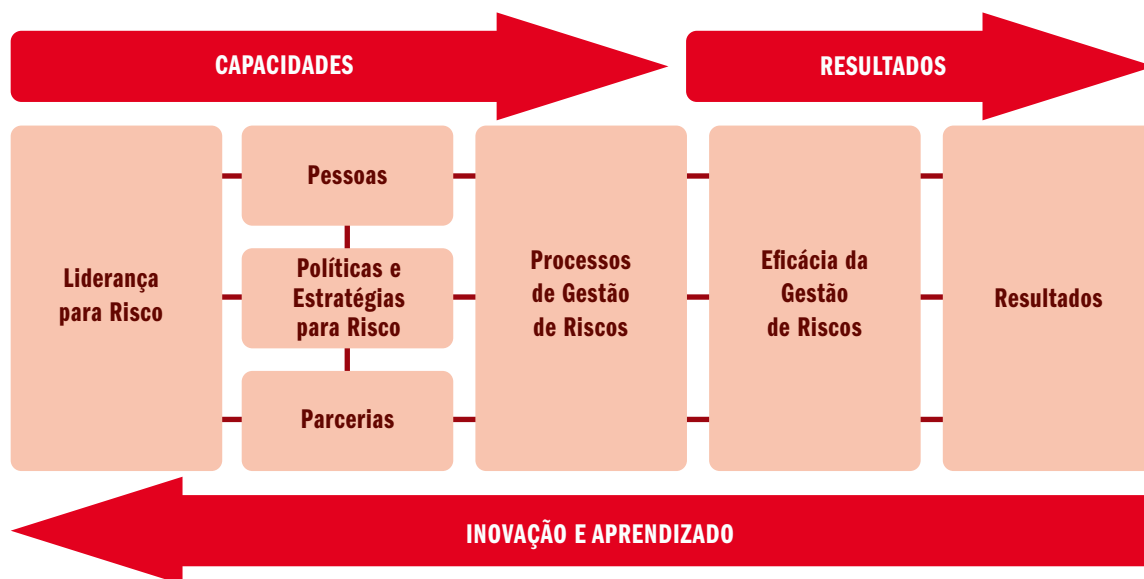 CAPACIDADES
RESULTADOS
Liderança
para Risco
Pessoas
Políticas e
Estratégias
para Risco
Parcerias
Processos
de Gestão
de Riscos
Eficácia da
Gestão
de Riscos
Resultados
INOVAÇÃO E APRENDIZADO